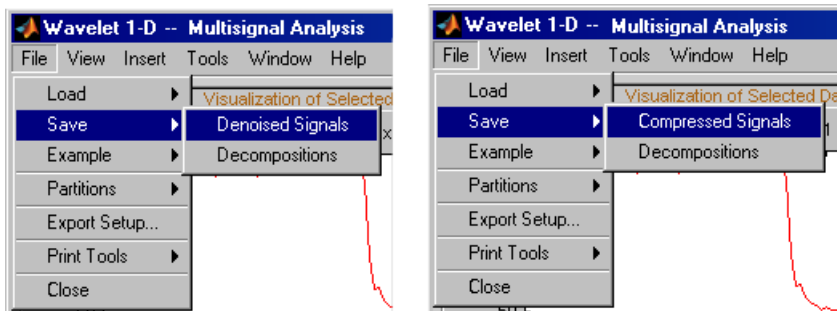 Wavelet 1-D -- Multisignal Analysis
File View Insert Tools Window Help
Visualization of Selected
Load
Save
Denoised Signals
Example
Decompositions
Partitions
Export Setup...
Print Tools
Close
Wavelet 1-D -- Multisignal Analysis
File View Insert Tools Window Help
Visualization of Selected Da
Load
Save
Compressed Signals
Example
Decompositions
Partitions
Export Setup...
Print Tools
Close